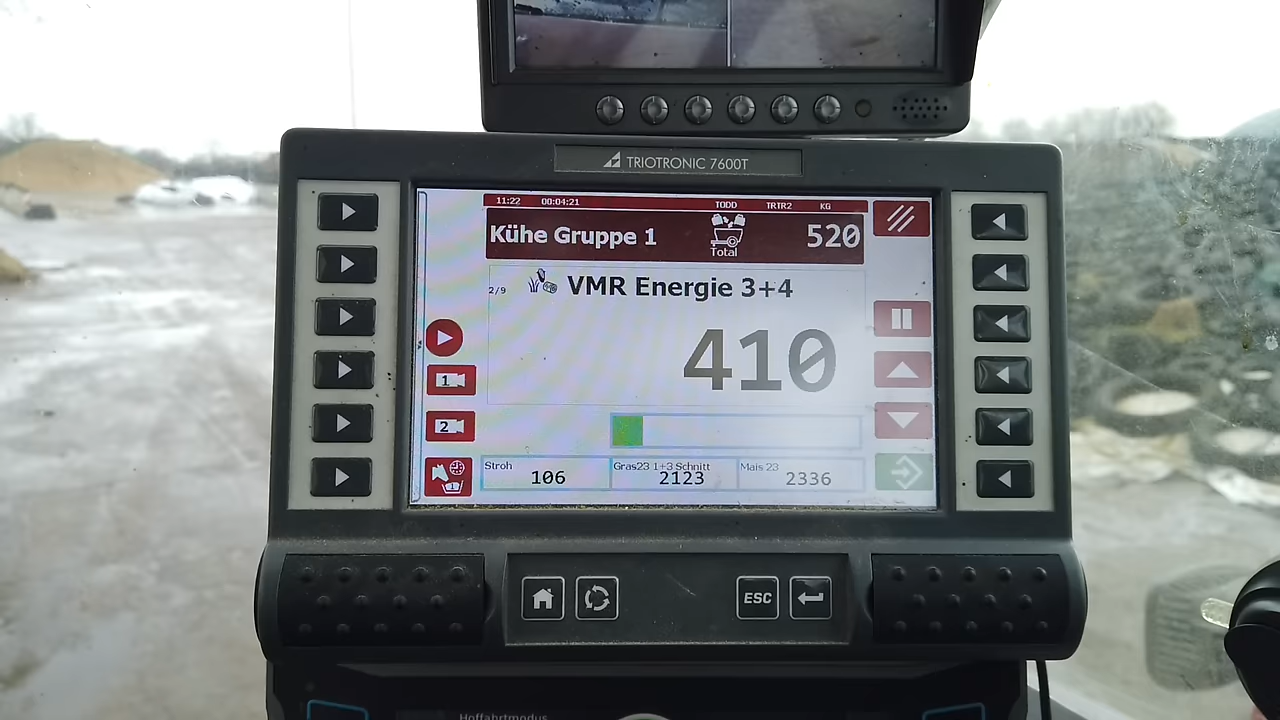 TRIOTRONIC 7600T
11:22 00:04:21 TODD TRTR2 KG
Kühe Gruppe 1 Total 520
2/9 VMR Energie 3+4
410
1
2
Stroh Gras23 1+3 Schnitt Mais 23
106 2123 2336
1
ESC
Hoffahrtmodus